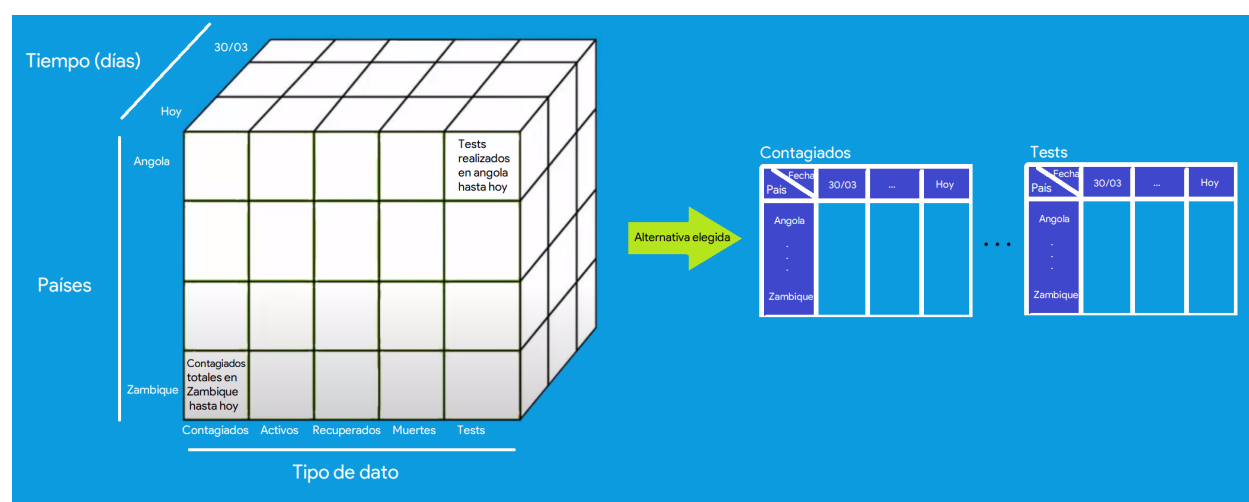 Tiempo (días)
30/03
Hoy
Países
Angola
Zambique
Tests
realizados
en angola
hasta hoy
Contagiados
totales en
Zambique
hasta hoy
Contagiados Activos Recuperados Muertes Tests
Tipo de dato
Alternativa elegida
Contagiados
Fecha
País
30/03 ... Hoy
Angola
.
.
.
Zambique
...
Tests
Fecha
País
30/03 ... Hoy
Angola
.
.
.
Zambique